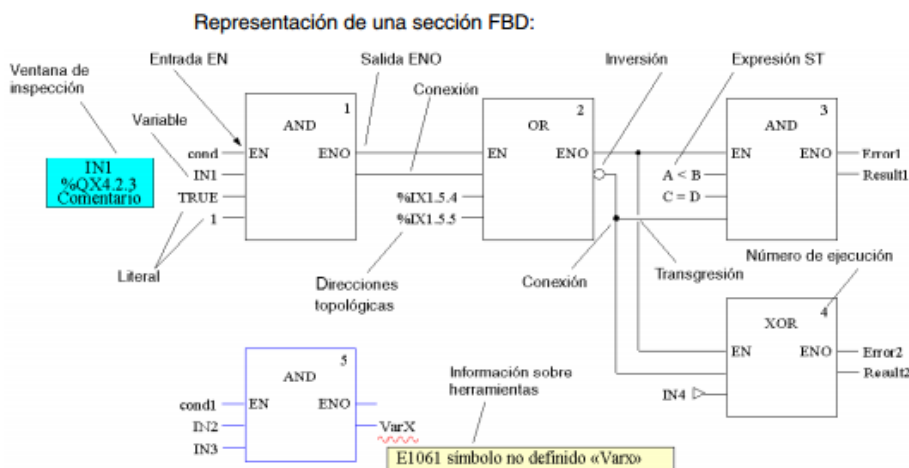 Representación de una sección FBD:
Ventana de
inspección
Entrada EN
Salida ENO
Conexión
Inversión
Expresión ST
Variable
IN1
%QX4.2.3
Comentario
Literal
1
AND
cond
EN
ENO
IN1
TRUE
1
2
OR
EN
ENO
%IX1.5.4
%IX1.5.5
Direcciones
topológicas
3
AND
EN
ENO
Error1
Result1
A < B
C = D
Conexión
Transgresión
Número de ejecución
4
XOR
EN
ENO
Error2
Result2
IN4
5
AND
cond1
EN
ENO
IN2
VarX
IN3
Información sobre
herramientas
E1061 símbolo no definido «Varx»